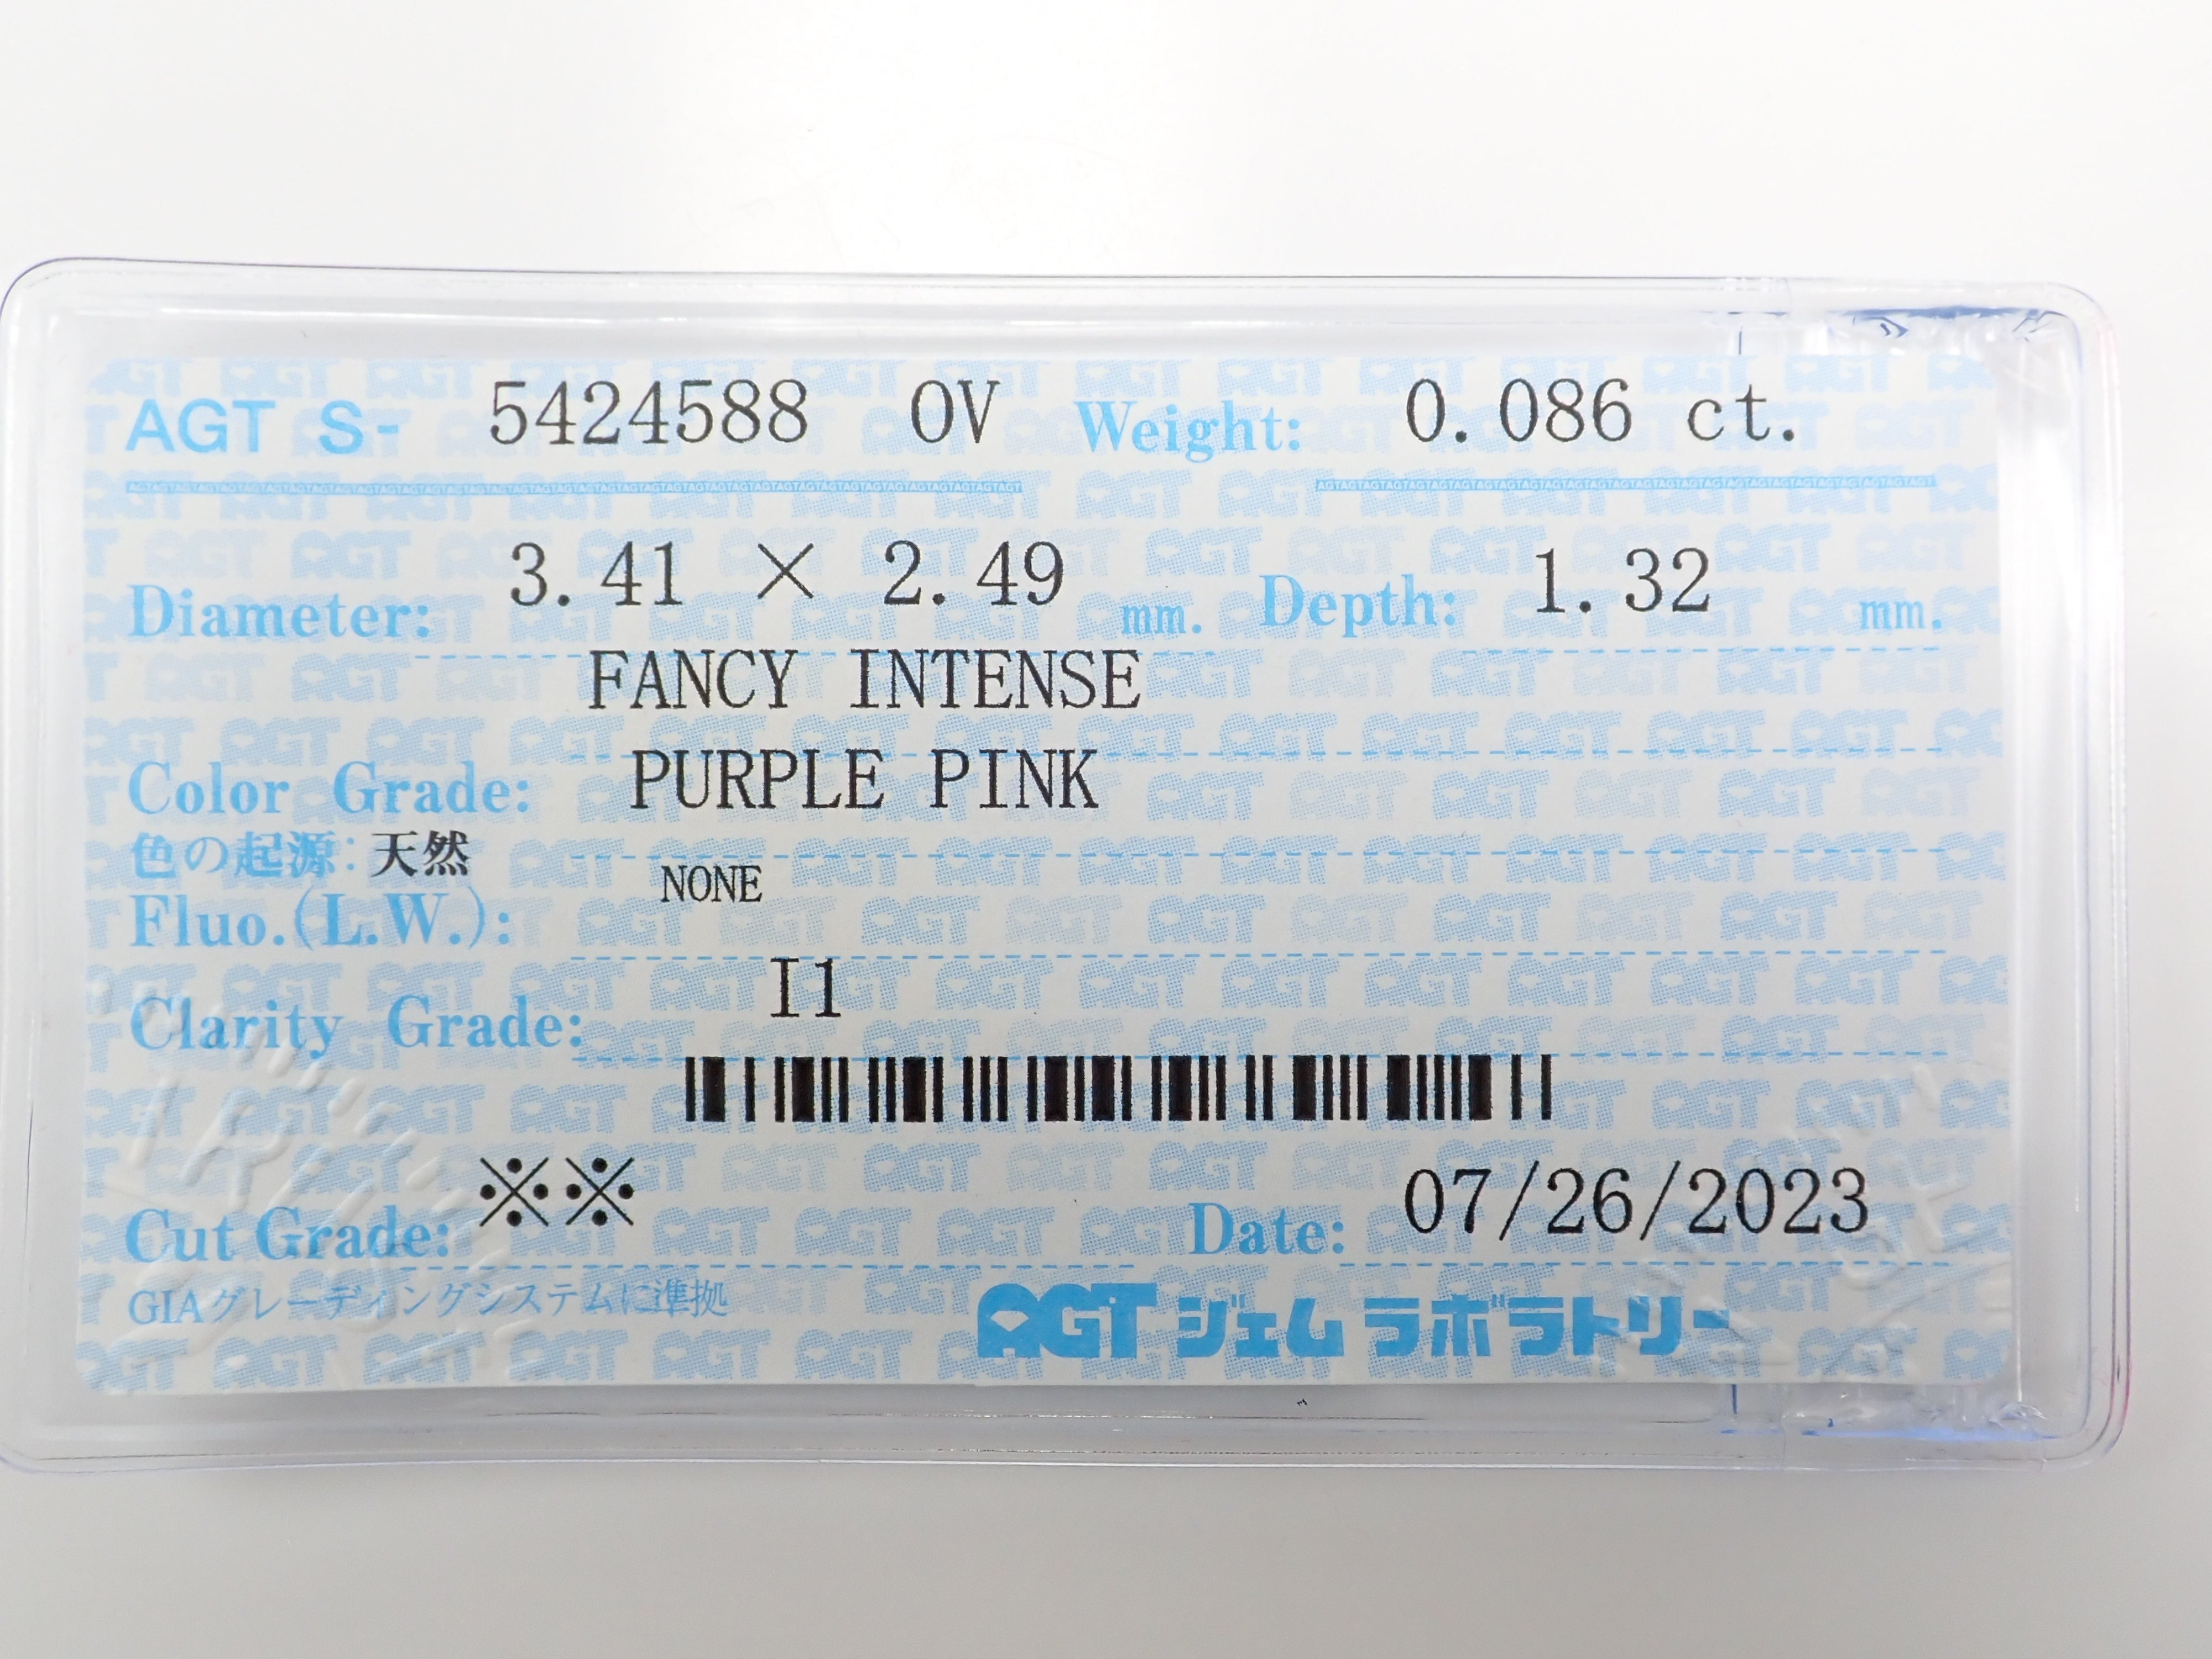 AGT S- 5424588 OV Weight: 0.086 ct.
Diameter: 3.41 × 2.49 mm. Depth: 1.32 mm.
FANCY INTENSE
Color Grade: PURPLE PINK
色の起源: 天然
Fluo.(L.W.): NONE
Clarity Grade: I1
Cut Grade: ※※ Date: 07/26/2023
GIAグレーディングシステムに準拠
AGT ジェム ラボラトリー